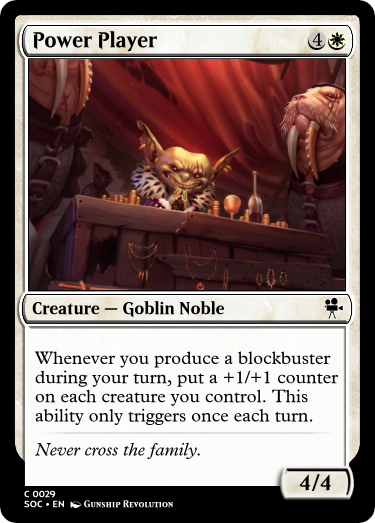 Power Player 4
Creature — Goblin Noble
Whenever you produce a blockbuster
during your turn, put a +1/+1 counter
on each creature you control. This
ability only triggers once each turn.
Never cross the family.
4/4
C 0029
SOC • EN Gunship Revolution